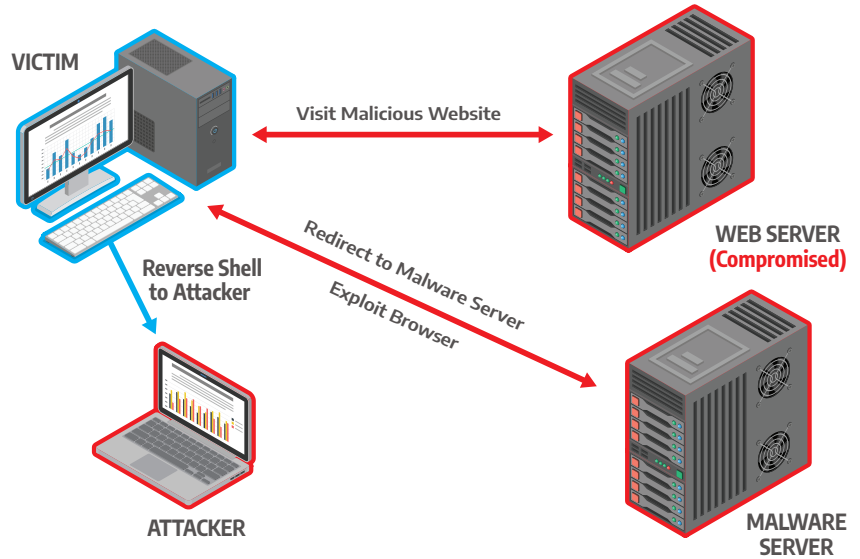 VICTIM
Visit Malicious Website
WEB SERVER
(Compromised)
Redirect to Malware Server
Exploit Browser
Reverse Shell
to Attacker
ATTACKER
MALWARE
SERVER